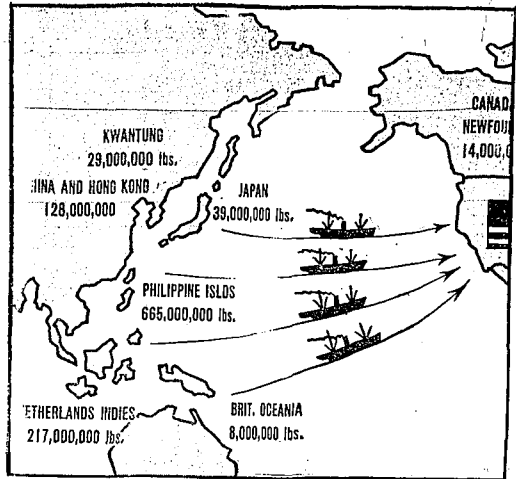 CANAD
NEWFOU
14,000,0
KWANTUNG
29,000,000 lbs.
HINA AND HONG KONG
128,000,000
JAPAN
39,000,000 lbs.
PHILIPPINE ISLDS
665,000,000 lbs.
ETHERLANDS INDIES
217,000,000 lbs.
BRIT. OCEANIA
8,000,000 lbs.